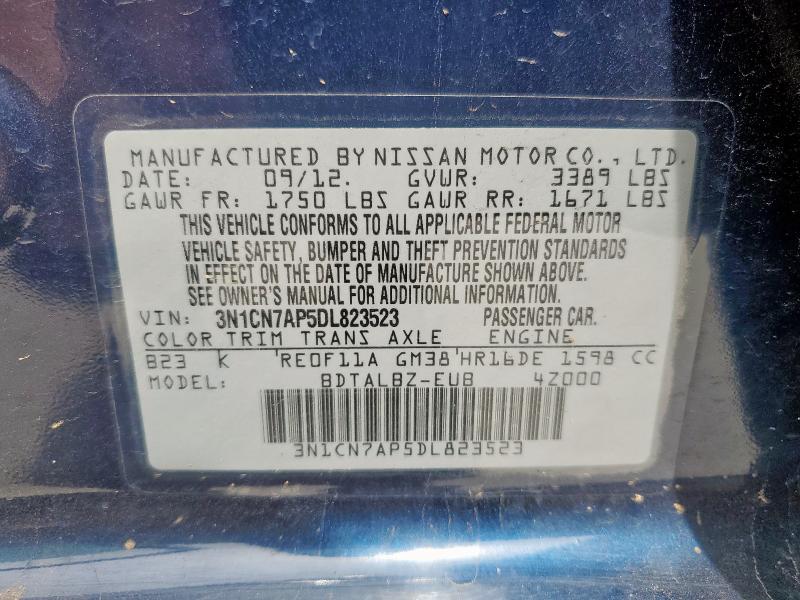 MANUFACTURED BY NISSAN MOTOR CO., LTD.
DATE: 09/12. GVWR: 3389 LBS
GAWR FR: 1750 LBS GAWR RR: 1671 LBS
THIS VEHICLE CONFORMS TO ALL APPLICABLE FEDERAL MOTOR
VEHICLE SAFETY, BUMPER AND THEFT PREVENTION STANDARDS
IN EFFECT ON THE DATE OF MANUFACTURE SHOWN ABOVE.
SEE OWNER'S MANUAL FOR ADDITIONAL INFORMATION.
VIN: 3N1CN7AP5DL823523 PASSENGER CAR.
COLOR TRIM TRANS AXLE ENGINE
B23 K RE0F11A GM38 HR16DE 1598 CC
MODEL: BDTALBZ-EUB 4Z000
3N1CN7AP5DL823523